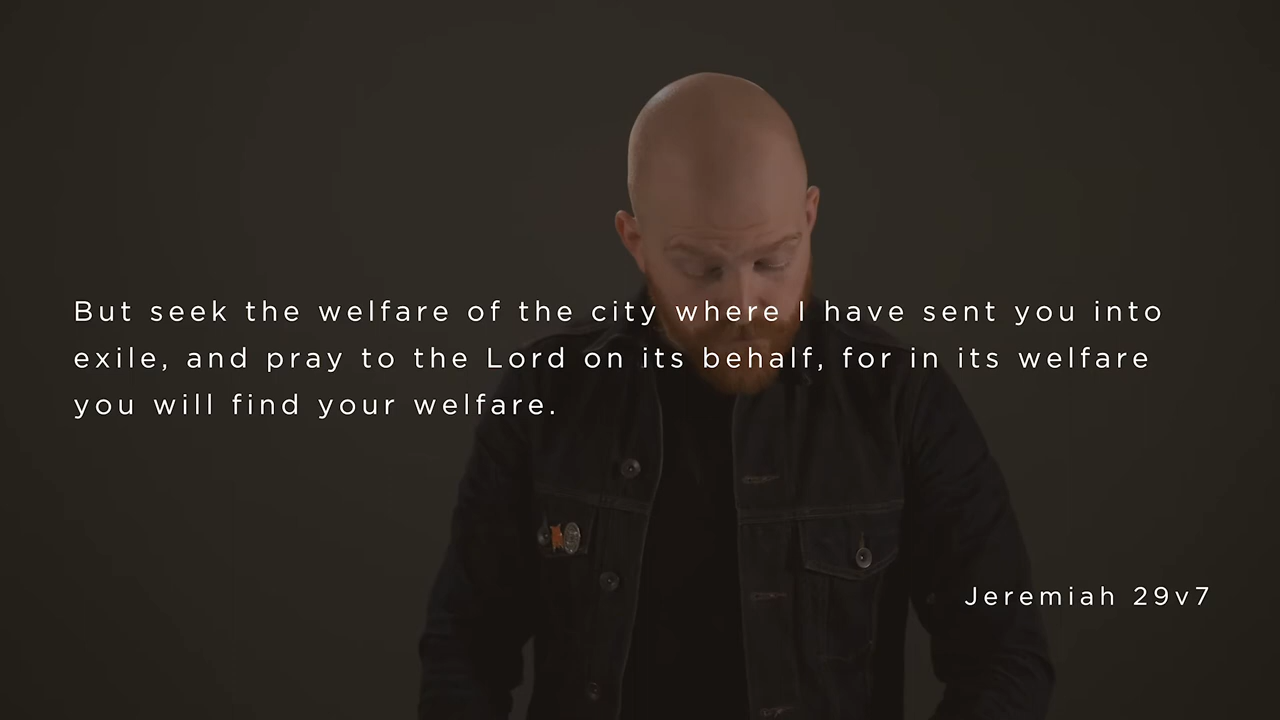 But seek the welfare of the city where I have sent you into
exile, and pray to the Lord on its behalf, for in its welfare
you will find your welfare.
Jeremiah 29v7